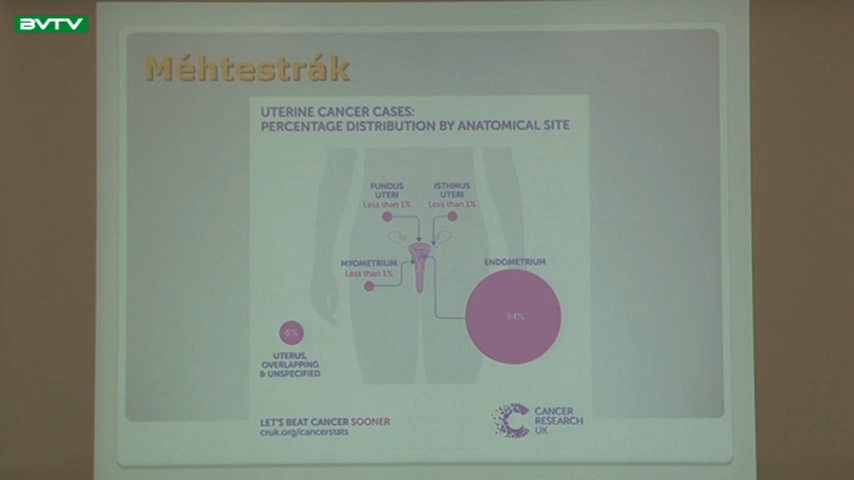 BVTV
Méhtestrák
UTERINE CANCER CASES:
PERCENTAGE DISTRIBUTION BY ANATOMICAL SITE
FUNDUS
UTERI
Less than 1%
ISTHMUS
UTERI
Less than 1%
MYOMETRIUM
Less than 1%
ENDOMETRIUM
94%
6%
UTERUS,
OVERLAPPING
& UNSPECIFIED
LET'S BEAT CANCER SOONER
cruk.org/cancerstats
CANCER
RESEARCH
UK